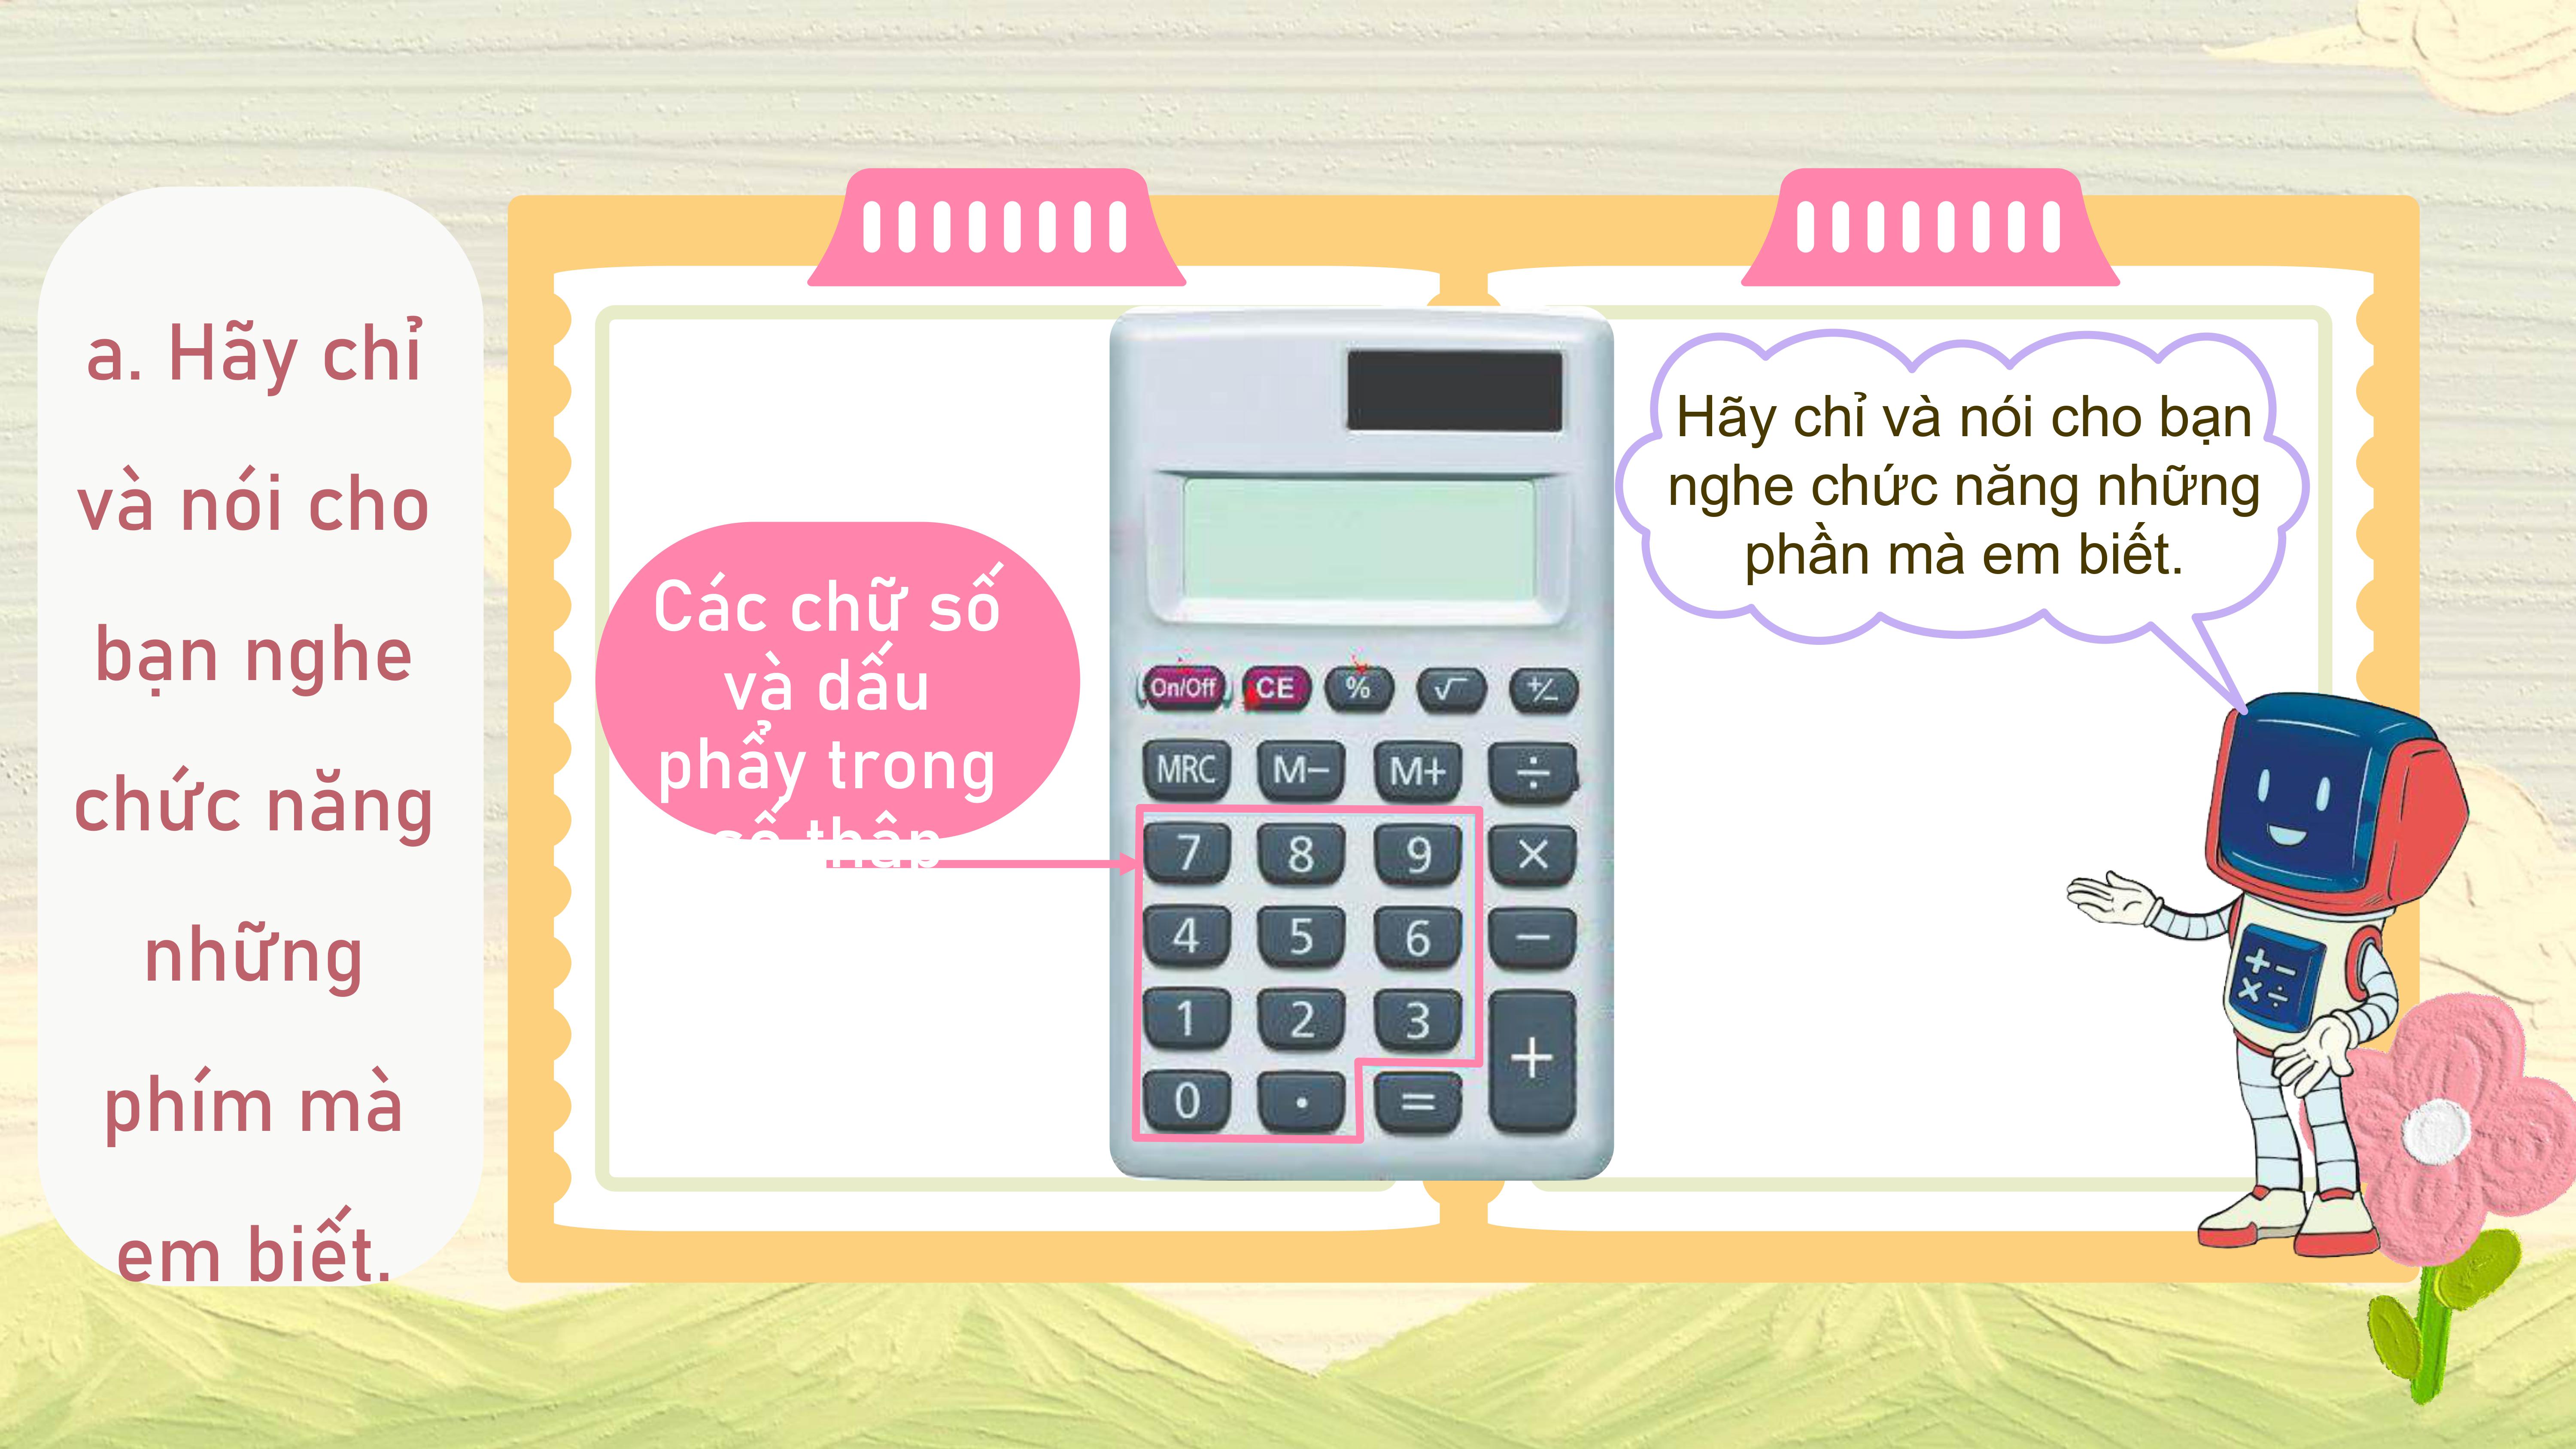 a. Hãy chỉ
và nói cho
bạn nghe
chức năng
những
phím mà
em biết.
Các chữ số
và dấu
phẩy trong
số thập
Hãy chỉ và nói cho bạn
nghe chức năng những
phần mà em biết.
On/Off CE % √ +/−
MRC M− M+ ÷
7 8 9 ×
4 5 6 −
1 2 3 +
0 . =
+ −
× ÷